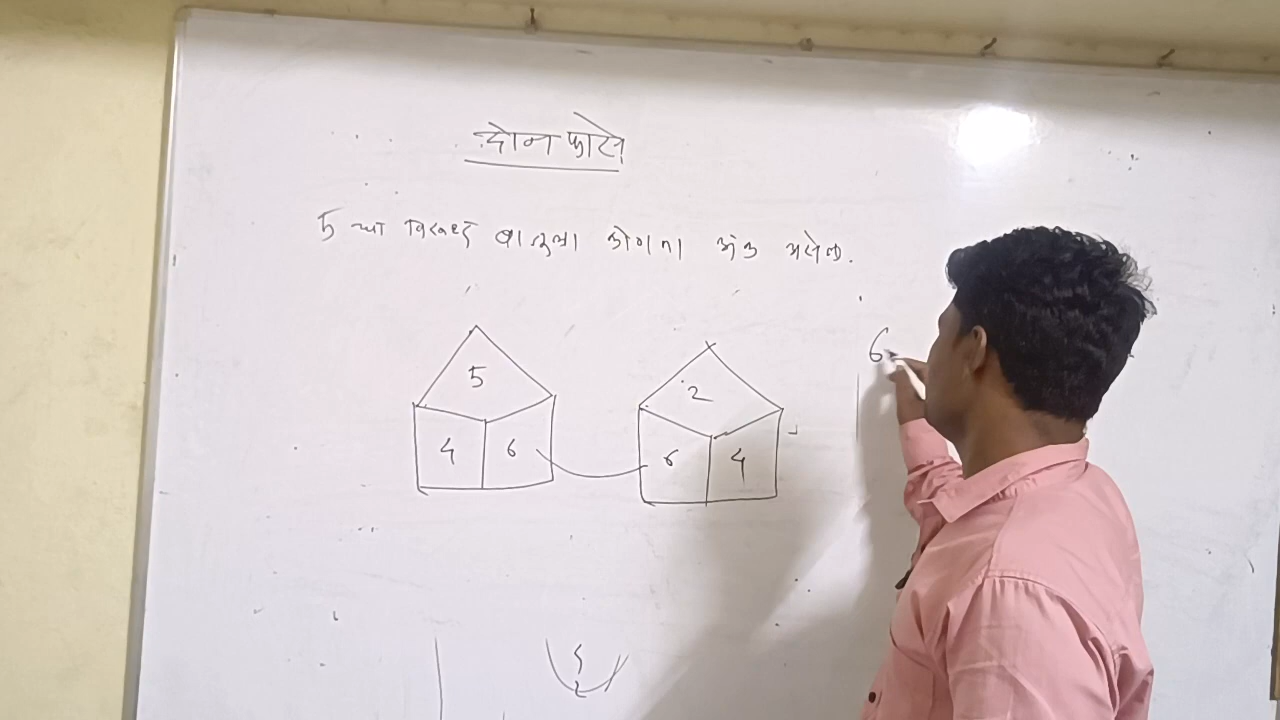 दोन फासे
5 च्या विरुध्द बाजुला कोणता अंक असेल.
5
4 6
2
6 4
6